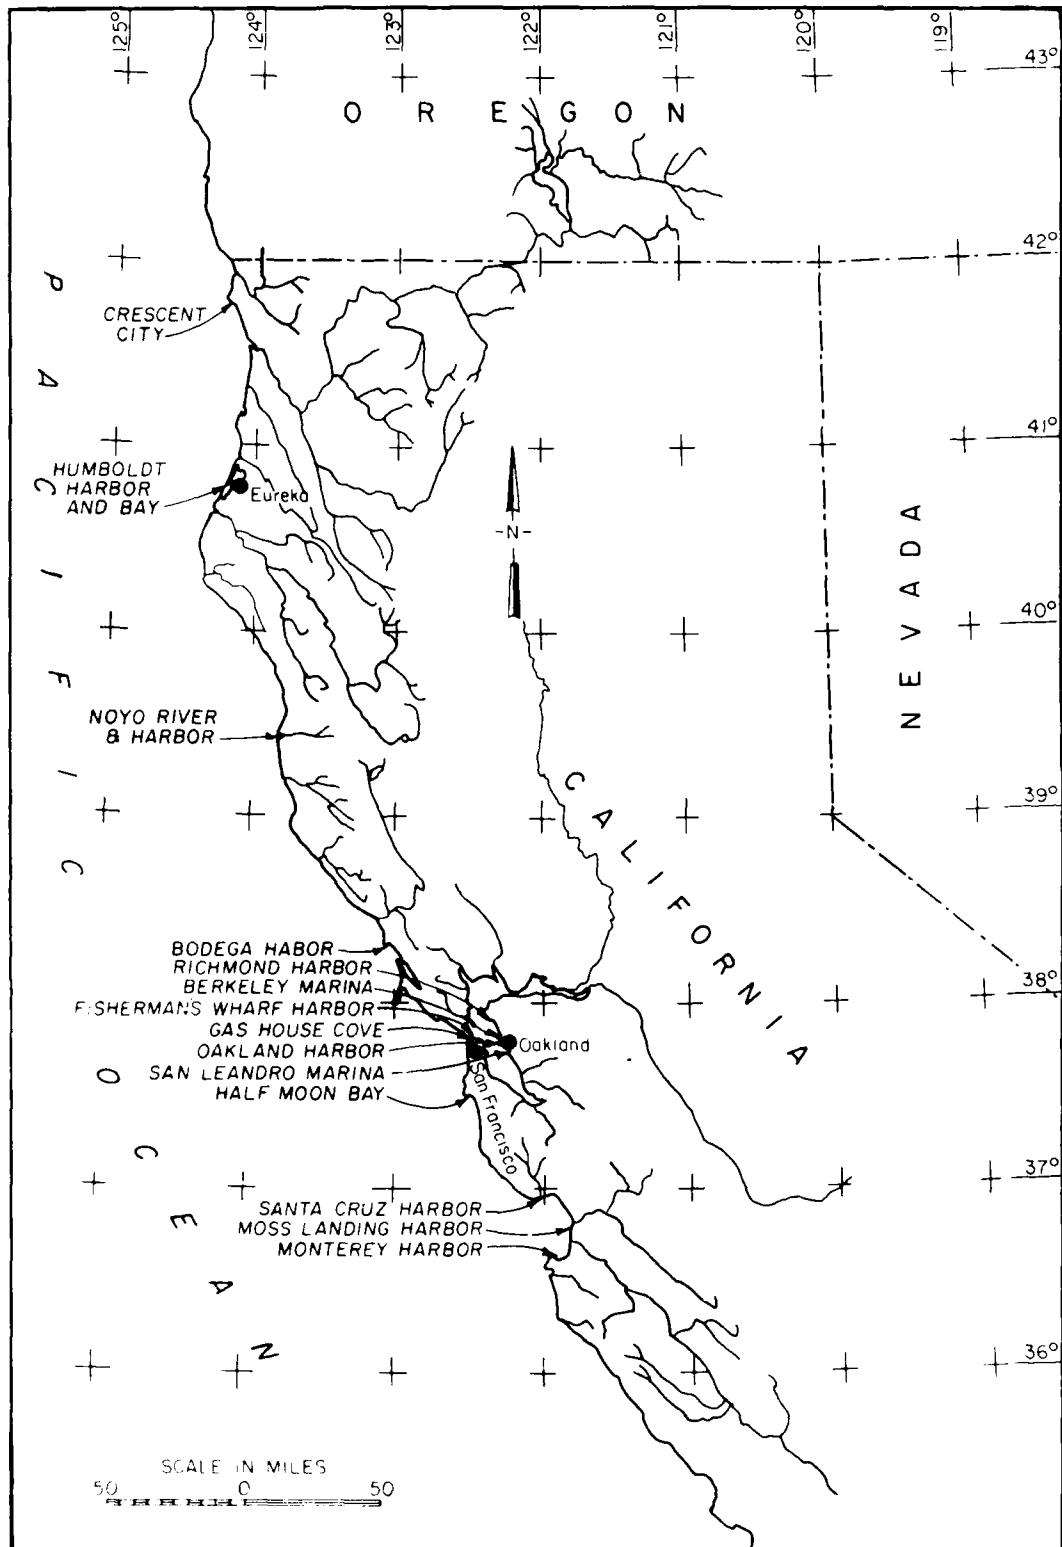 125° 124° 123° 122° 121° 120° 119°
43°
OREGON
42°
CRESCENT
CITY
PACIFIC OCEAN
41°
HUMBOLDT
HARBOR
AND BAY
Eureka
-N-
NEVADA
40°
NOYO RIVER
& HARBOR
39°
CALIFORNIA
BODEGA HABOR
RICHMOND HARBOR
BERKELEY MARINA
38°
FISHERMAN'S WHARF HARBOR
GAS HOUSE COVE
OAKLAND HARBOR
Oakland
SAN LEANDRO MARINA
HALF MOON BAY
San Francisco
37°
SANTA CRUZ HARBOR
MOSS LANDING HARBOR
MONTEREY HARBOR
36°
SCALE IN MILES
50 0 50